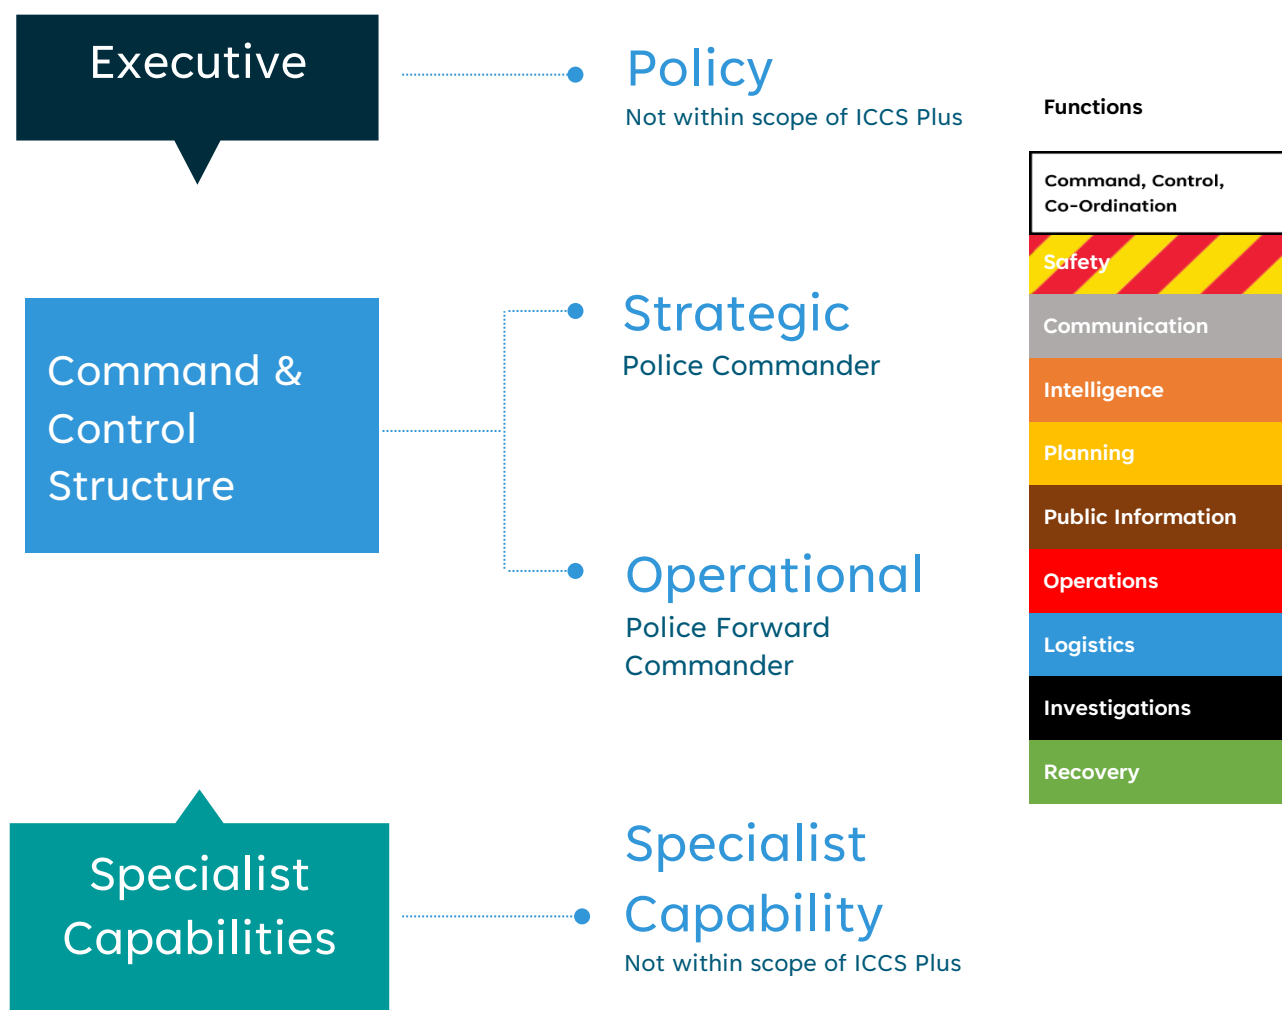 Executive
Policy
Not within scope of ICCS Plus
Command &
Control
Structure
Strategic
Police Commander
Operational
Police Forward
Commander
Specialist
Capabilities
Specialist
Capability
Not within scope of ICCS Plus
Functions
Command, Control,
Co-Ordination
Safety
Communication
Intelligence
Planning
Public Information
Operations
Logistics
Investigations
Recovery